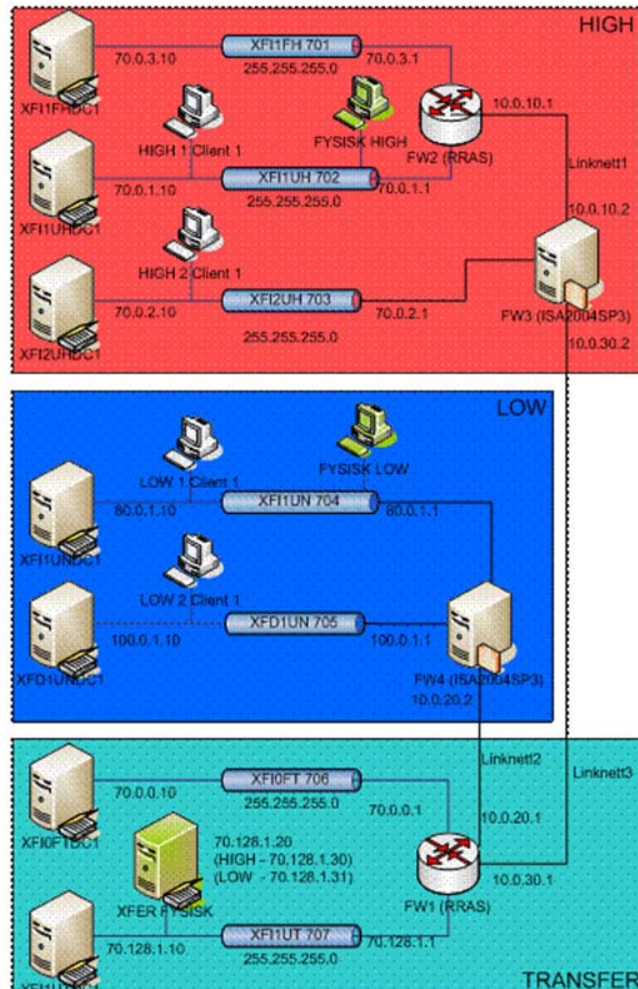 HIGH
XFI1FH 701
70.0.3.10
70.0.3.1
255.255.255.0
XFI1FHDC1
10.0.10.1
HIGH 1 Client 1
FYSISK HIGH
FW2 (RRAS)
Linknett1
70.0.1.10
XFI1UH 702
70.0.1.1
255.255.255.0
XFI1UHDC1
10.0.10.2
HIGH 2 Client 1
70.0.2.10
XFI2UH 703
70.0.2.1
FW3 (ISA2004SP3)
255.255.255.0
XFI2UHDC1
10.0.30.2
LOW
LOW 1 Client 1
FYSISK LOW
80.0.1.10
XFI1UN 704
80.0.1.1
XFI1UNDC1
LOW 2 Client 1
100.0.1.10
XFD1UN 705
100.0.1.1
XFD1UNDC1
FW4 (ISA2004SP3)
10.0.20.2
Linknett2
Linknett3
XFI0FT 706
70.0.0.10
255.255.255.0
70.0.0.1
10.0.20.1
XFI0FTDC1
70.128.1.20
(HIGH - 70.128.1.30)
(LOW - 70.128.1.31)
10.0.30.1
XFER FYSISK
FW1 (RRAS)
70.128.1.10
XFI1UT 707
70.128.1.1
255.255.255.0
TRANSFER